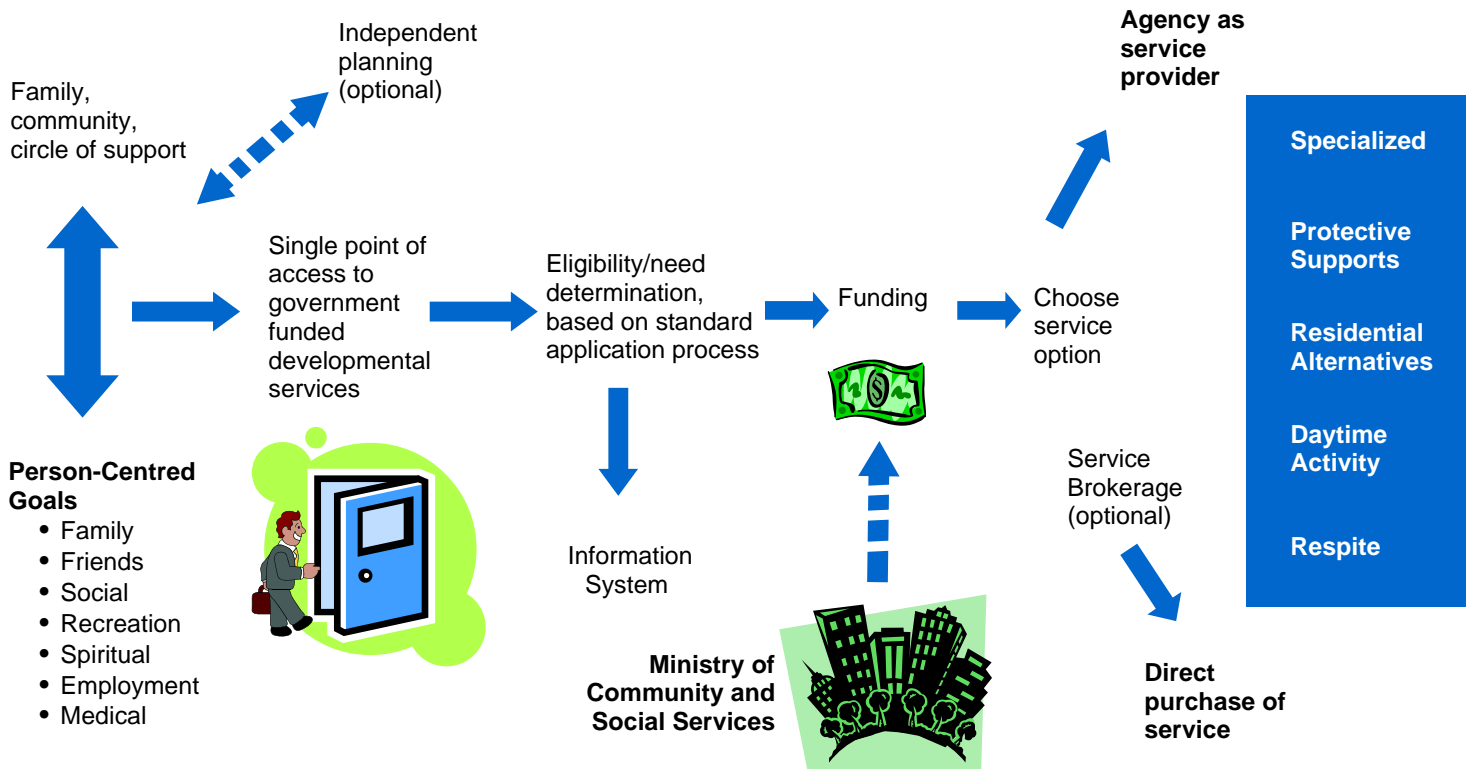 Family,
community,
circle of support
Independent
planning
(optional)
Person-Centred
Goals
• Family
• Friends
• Social
• Recreation
• Spiritual
• Employment
• Medical
Single point of
access to
government
funded
developmental
services
Eligibility/need
determination,
based on standard
application process
Information
System
Funding
$
Ministry of
Community and
Social Services
Choose
service
option
Agency as
service
provider
Service
Brokerage
(optional)
Direct
purchase of
service
Specialized
Protective
Supports
Residential
Alternatives
Daytime
Activity
Respite